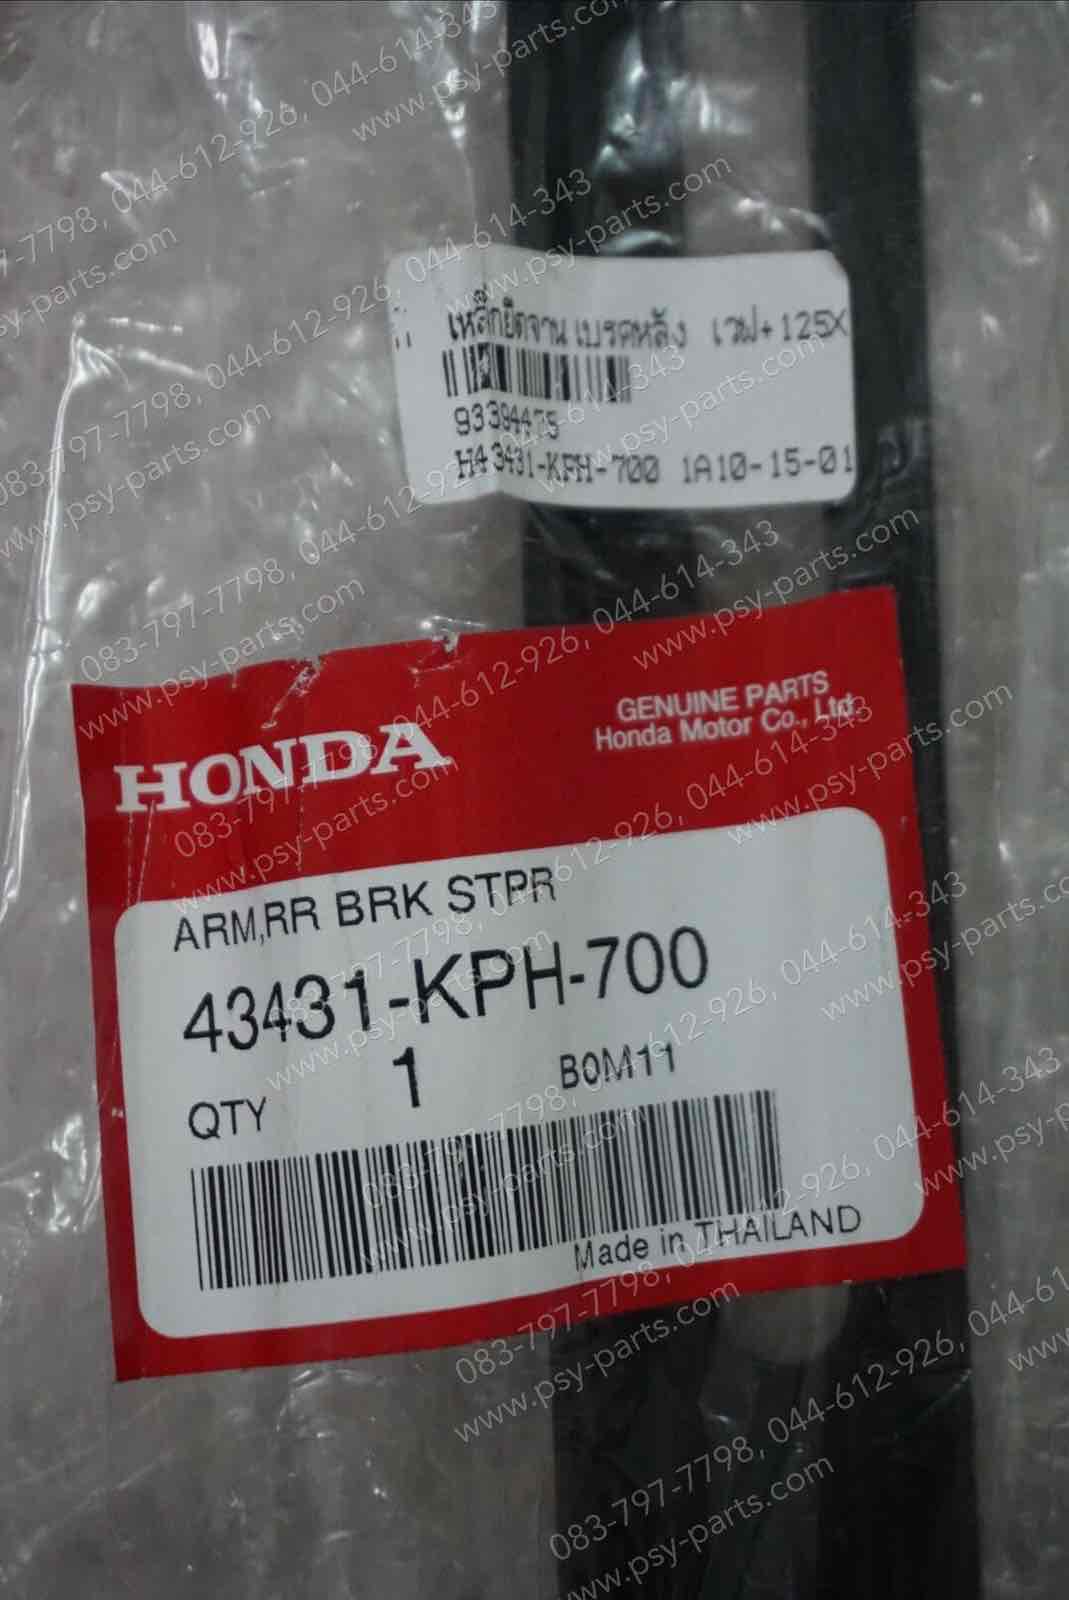 เหล็กยึดจานเบรคหลัง เวฟ+ 125X
93394475
H43431-KPH-700 1A10-15-01
HONDA
GENUINE PARTS
Honda Motor Co., Ltd.
ARM,RR BRK STPR
43431-KPH-700
QTY 1 B0M11
Made in THAILAND
083-797-7798, 044-612-926, 044-614-343
www.psy-parts.com